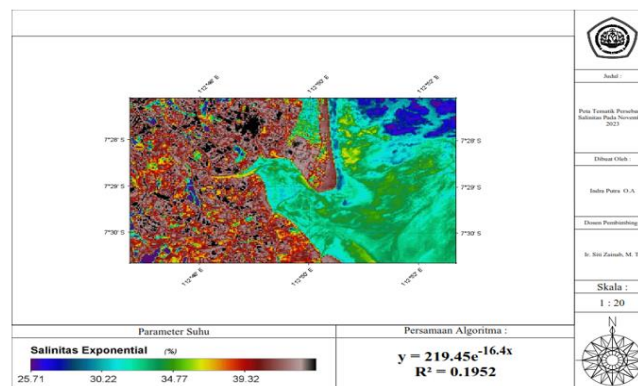 112°48' E
112°50' E
112°52' E
7°28' S
7°28' S
7°29' S
7°29' S
7°30' S
7°30' S
112°48' E
112°50' E
112°52' E
Judul :
Peta Tematik Perseba
Salinitas Pada Novemb
2023
Dibuat Oleh :
Indra Putra O.A
Dosen Pembimbing
Ir. Siti Zainab, M. T
Skala :
1 : 20
N
Parameter Suhu
Salinitas Exponential (%)
25.71 30.22 34.77 39.32
Persamaan Algoritma :
y = 219.45e-16.4x
R² = 0.1952